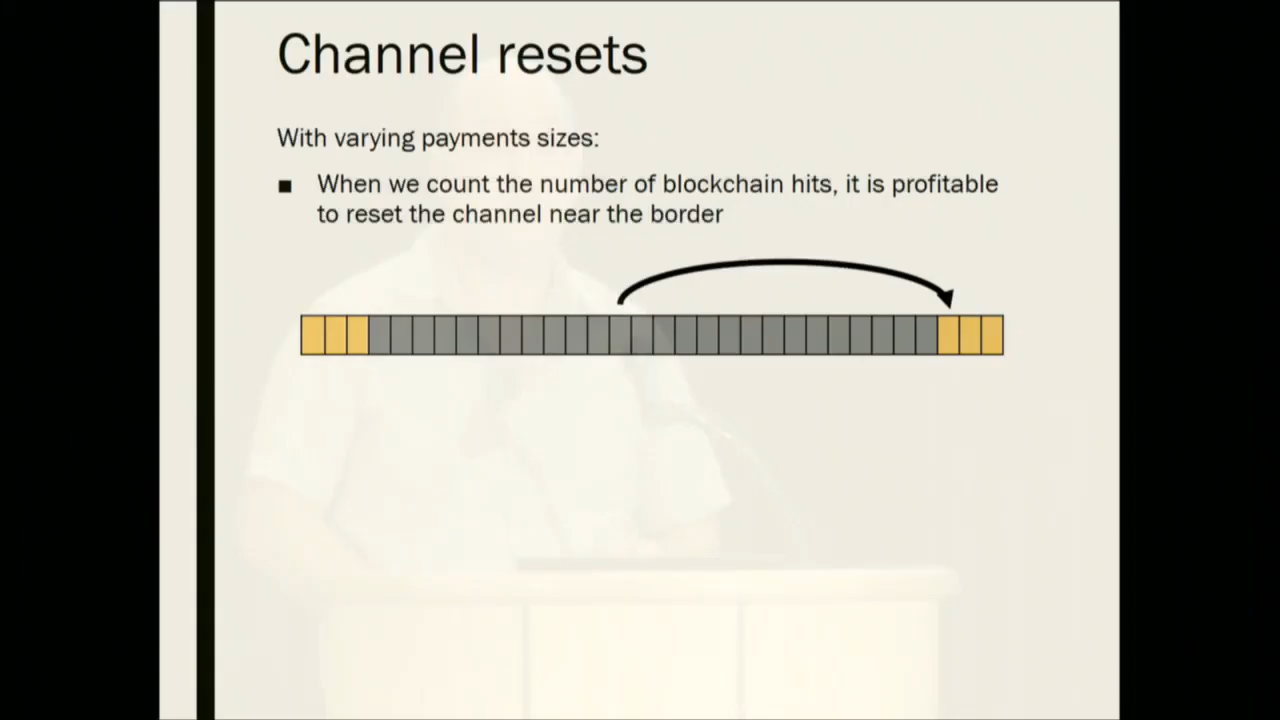 Channel resets
With varying payments sizes:
When we count the number of blockchain hits, it is profitable
to reset the channel near the border